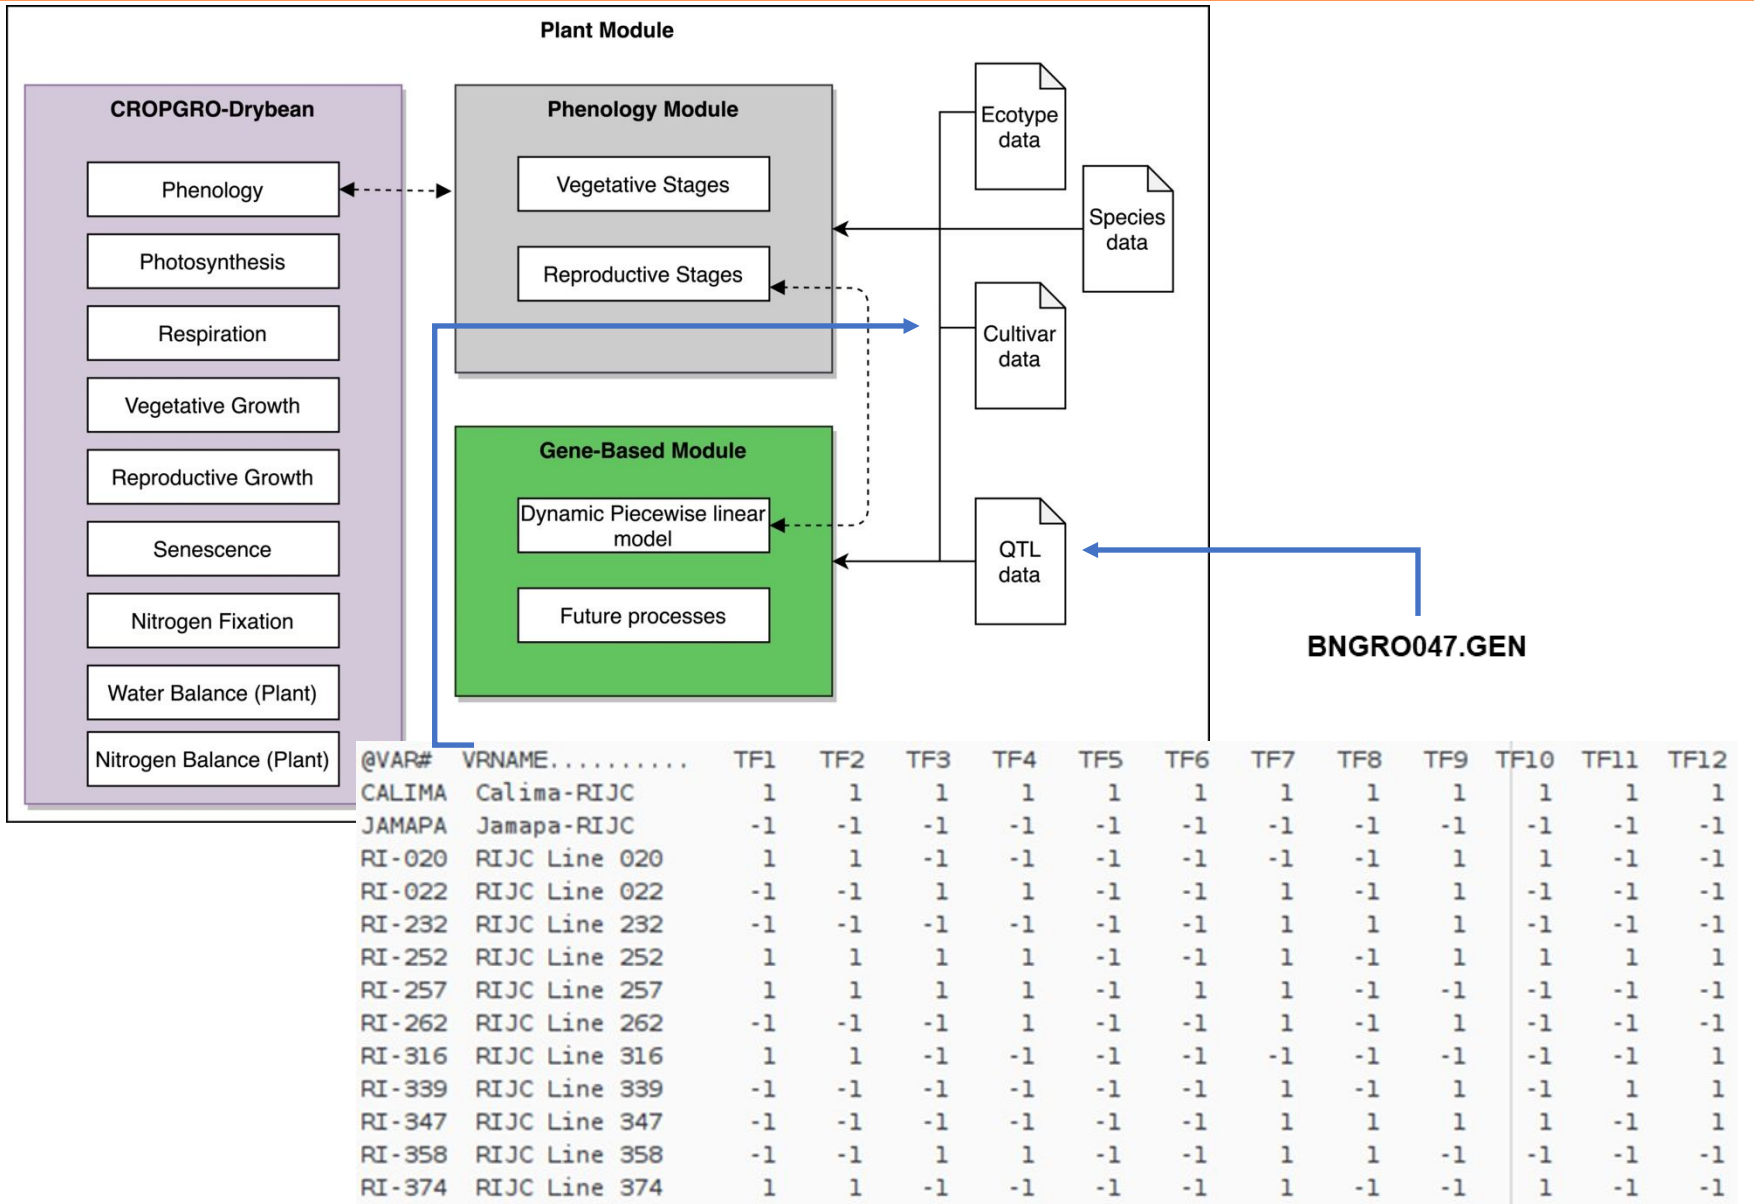 Plant Module
CROPGRO-Drybean
Phenology
Photosynthesis
Respiration
Vegetative Growth
Reproductive Growth
Senescence
Nitrogen Fixation
Water Balance (Plant)
Nitrogen Balance (Plant)
Phenology Module
Vegetative Stages
Reproductive Stages
Gene-Based Module
Dynamic Piecewise linear
model
Future processes
Ecotype
data
Species
data
Cultivar
data
QTL
data
BNGRO047.GEN
@VAR# VRNAME.......... TF1 TF2 TF3 TF4 TF5 TF6 TF7 TF8 TF9 TF10 TF11 TF12
CALIMA Calima-RIJC 1 1 1 1 1 1 1 1 1 1 1 1
JAMAPA Jamapa-RIJC -1 -1 -1 -1 -1 -1 -1 -1 -1 -1 -1 -1
RI-020 RIJC Line 020 1 1 -1 -1 -1 -1 -1 -1 1 1 -1 -1
RI-022 RIJC Line 022 -1 -1 1 1 -1 -1 1 -1 1 -1 -1 -1
RI-232 RIJC Line 232 -1 -1 -1 -1 -1 -1 1 1 1 -1 -1 -1
RI-252 RIJC Line 252 1 1 1 1 -1 -1 1 -1 1 1 1 1
RI-257 RIJC Line 257 1 1 1 1 -1 1 1 -1 -1 -1 -1 -1
RI-262 RIJC Line 262 -1 -1 -1 1 -1 -1 1 -1 1 -1 -1 -1
RI-316 RIJC Line 316 1 1 -1 -1 -1 -1 -1 -1 -1 -1 -1 1
RI-339 RIJC Line 339 -1 -1 -1 -1 -1 -1 1 -1 1 -1 1 1
RI-347 RIJC Line 347 -1 -1 -1 -1 -1 -1 1 1 1 1 -1 1
RI-358 RIJC Line 358 -1 -1 1 1 -1 -1 1 1 -1 -1 -1 -1
RI-374 RIJC Line 374 1 1 -1 -1 -1 -1 1 -1 -1 1 -1 -1